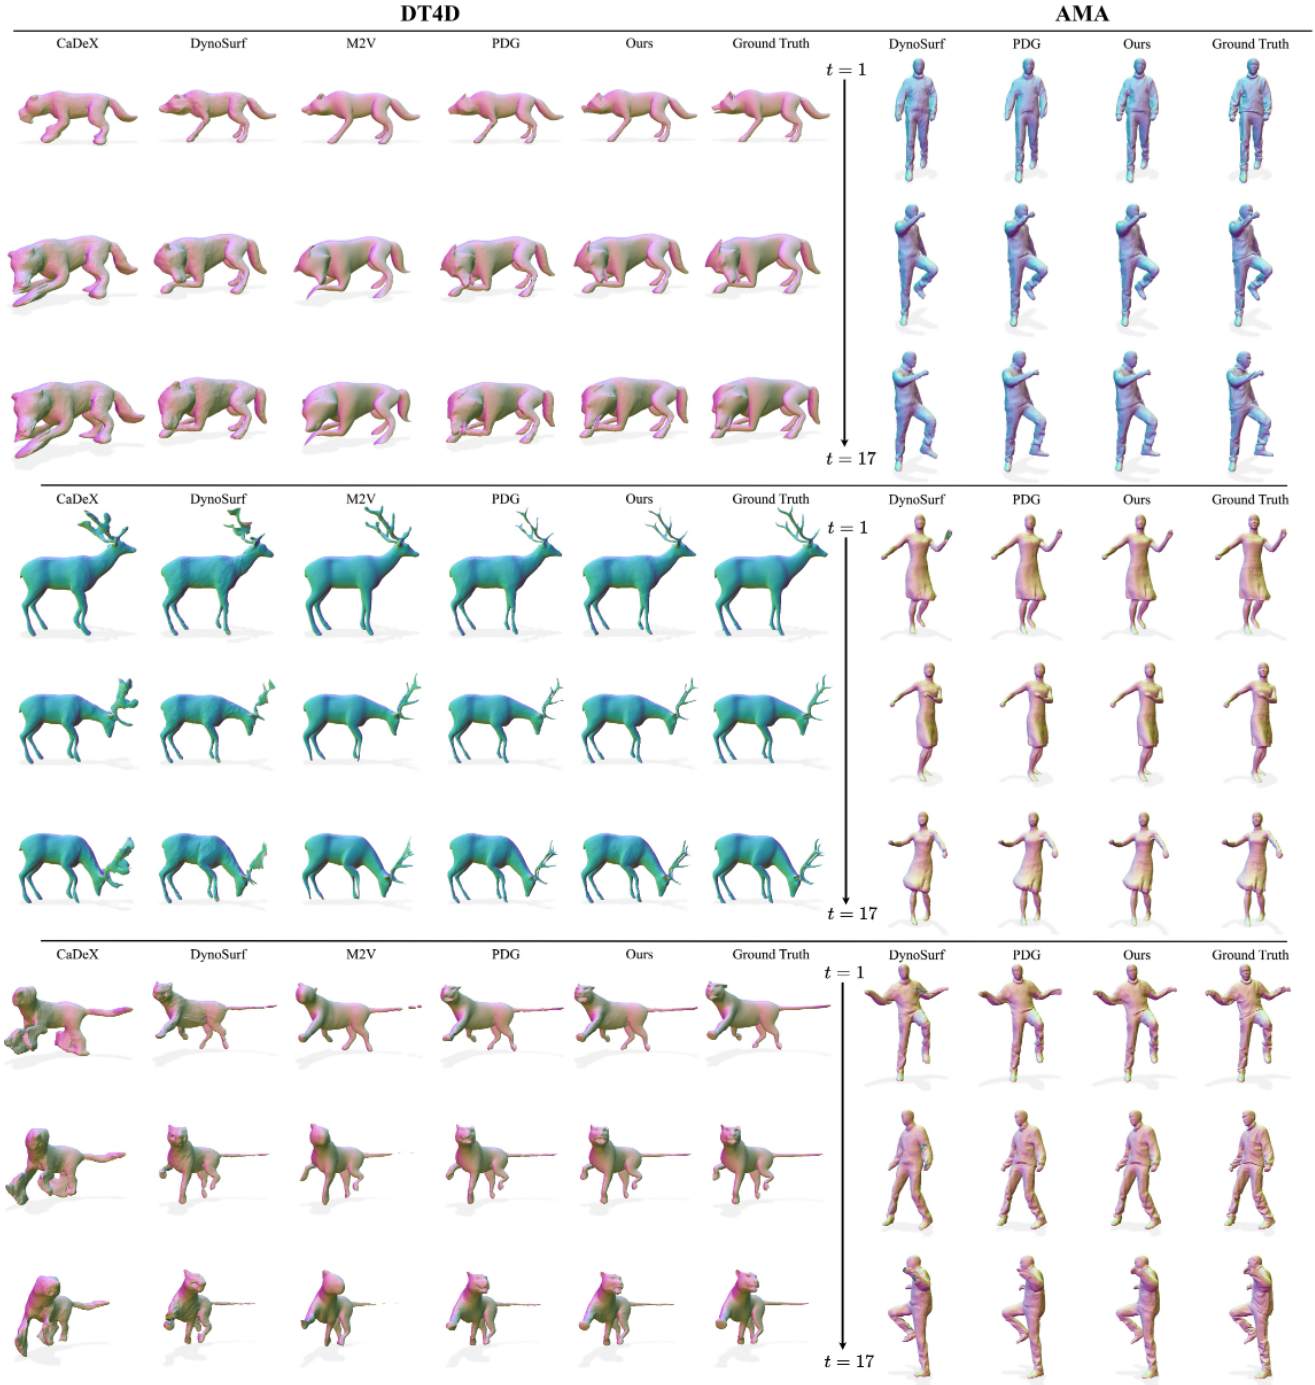 DT4D AMA
CaDeX DynoSurf M2V PDG Ours Ground Truth DynoSurf PDG Ours Ground Truth
t = 1
t = 17
CaDeX DynoSurf M2V PDG Ours Ground Truth DynoSurf PDG Ours Ground Truth
t = 1
t = 17
CaDeX DynoSurf M2V PDG Ours Ground Truth DynoSurf PDG Ours Ground Truth
t = 1
t = 17